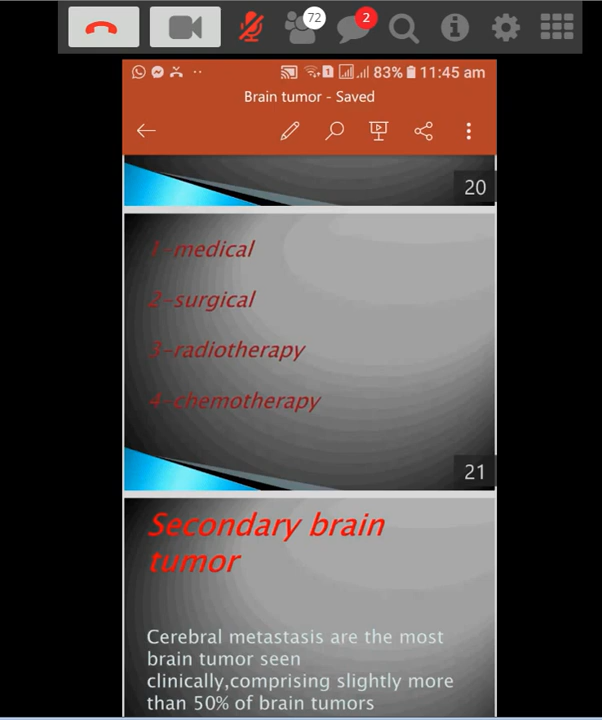 72
2
83% 11:45 am
Brain tumor - Saved
20
1-medical
2-surgical
3-radiotherapy
4-chemotherapy
21
Secondary brain
tumor
Cerebral metastasis are the most
brain tumor seen
clinically,comprising slightly more
than 50% of brain tumors